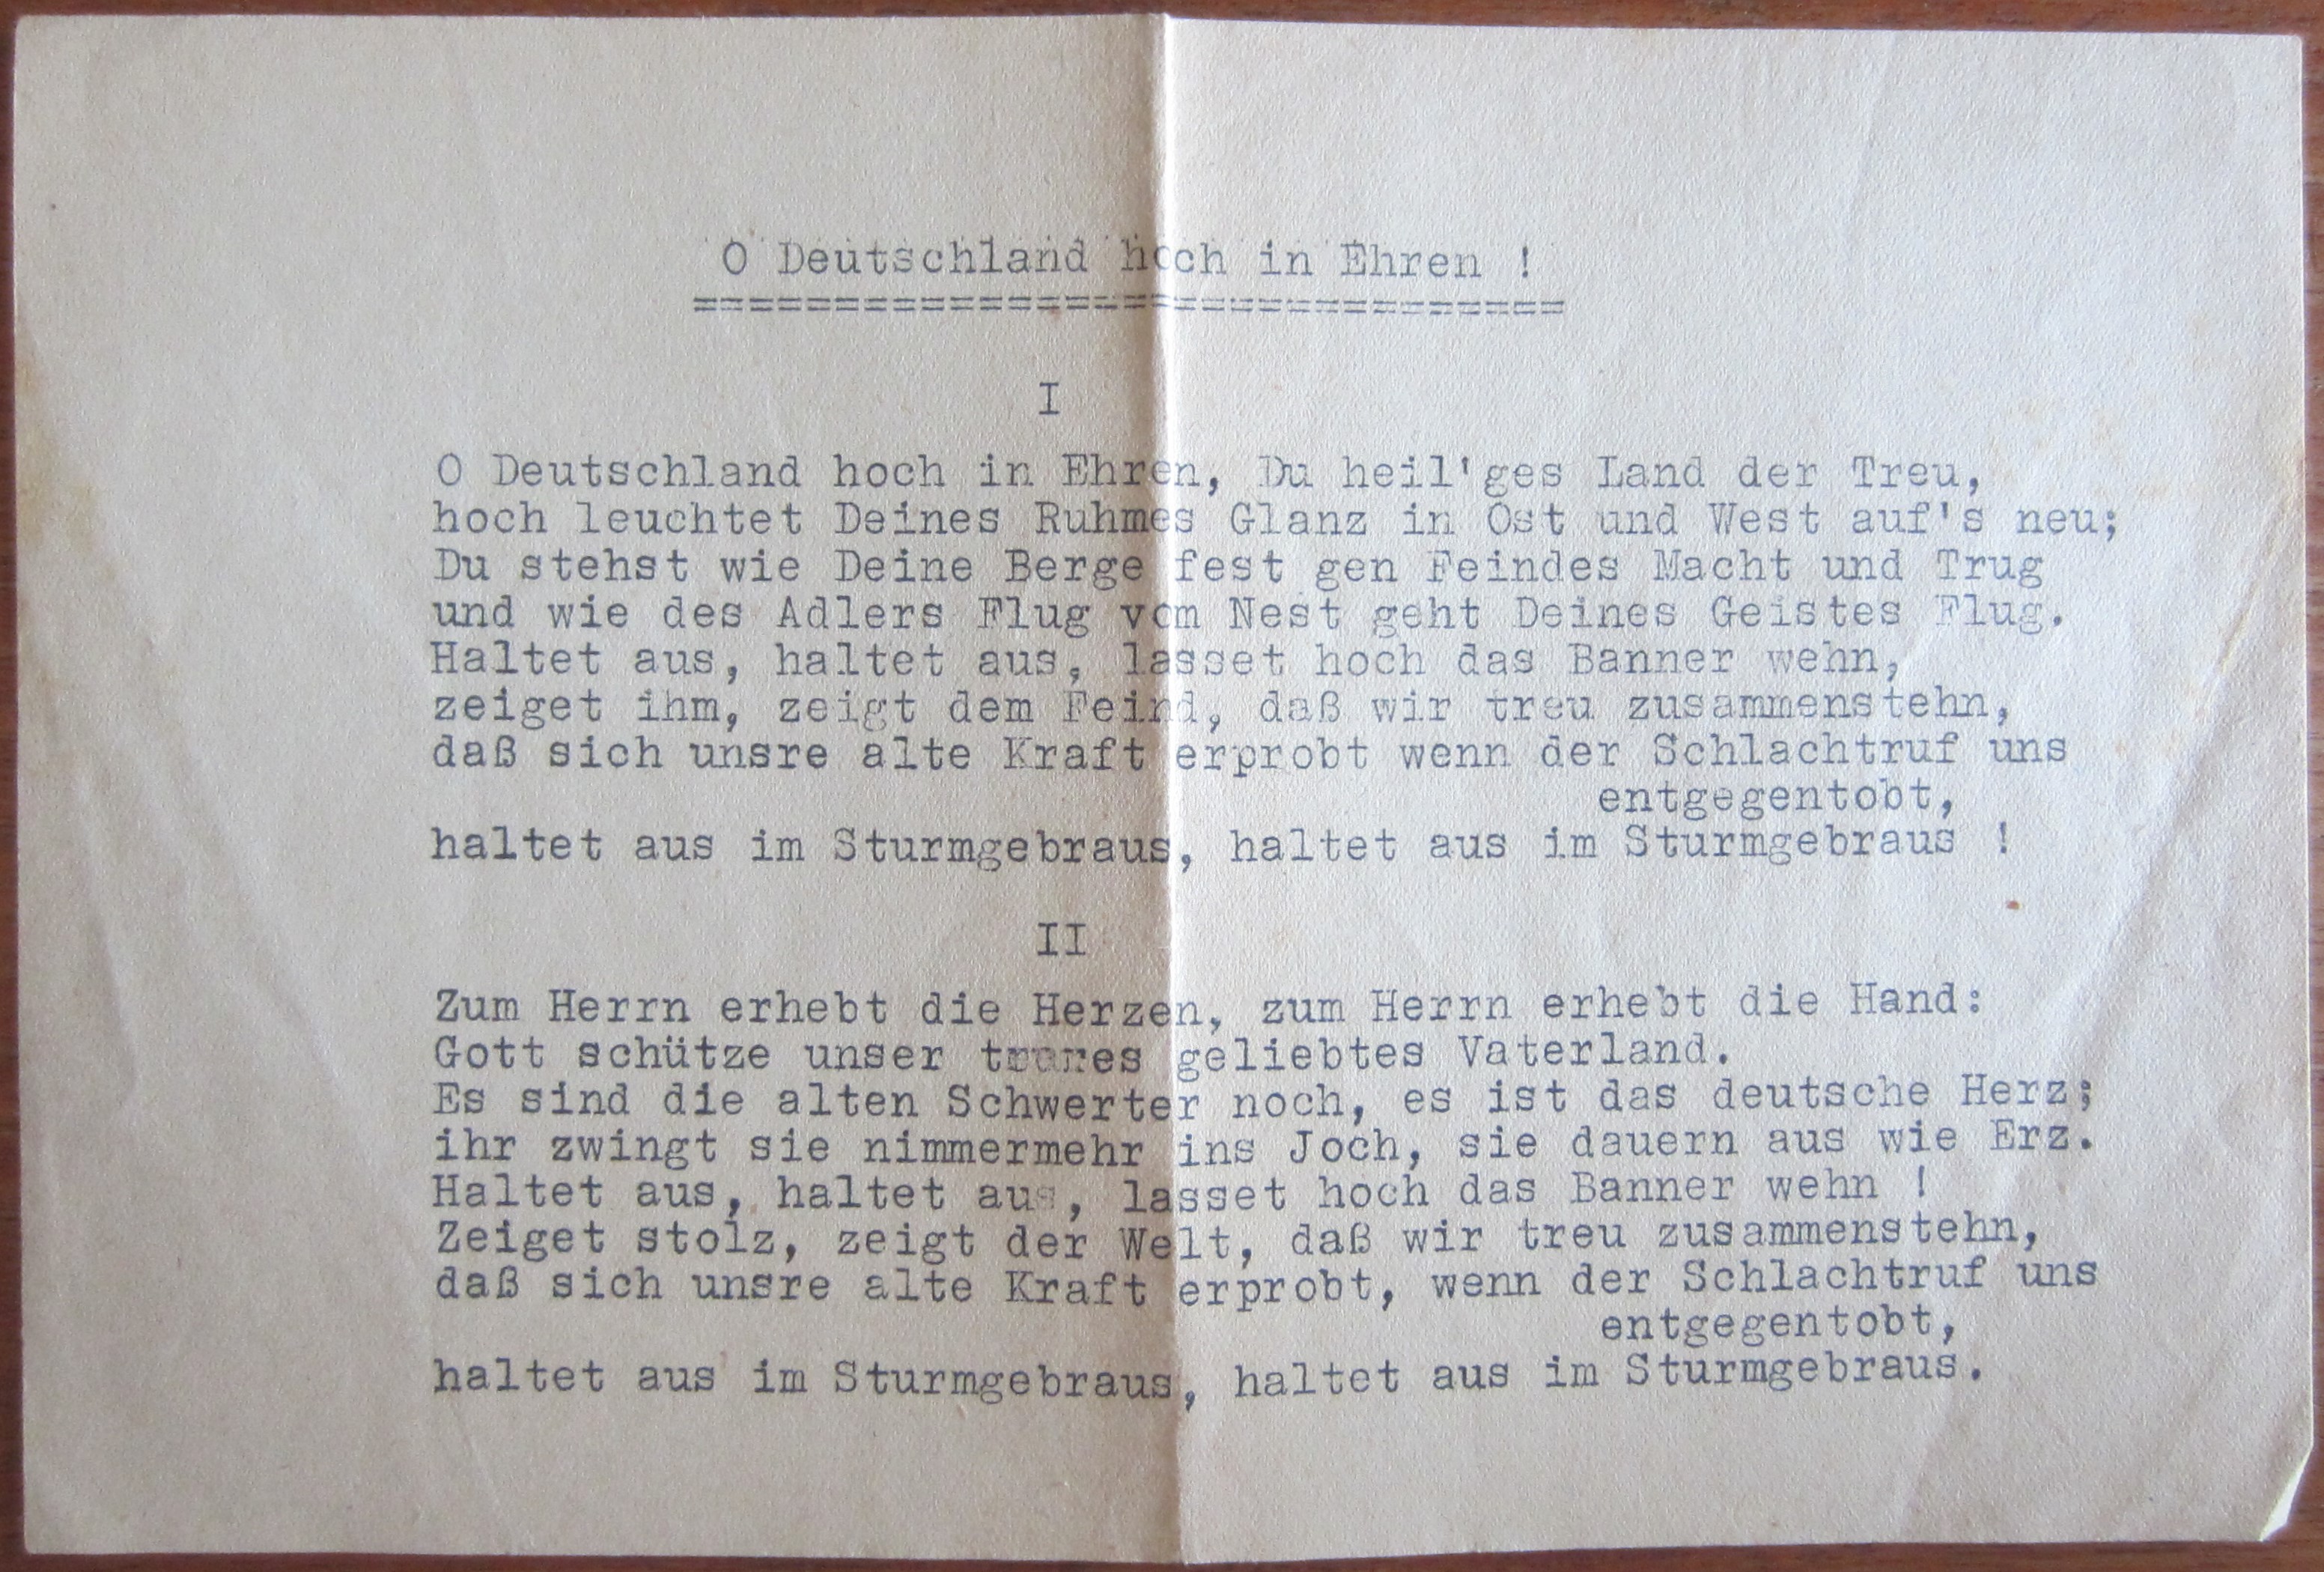 O Deutschland hoch in Ehren !
===============================
I
O Deutschland hoch in Ehren, Du heil'ges Land der Treu,
hoch leuchtet Deines Ruhmes Glanz in Ost und West auf's neu;
Du stehst wie Deine Berge fest gen Feindes Macht und Trug
und wie des Adlers Flug vom Nest geht Deines Geistes Flug.
Haltet aus, haltet aus, lasset hoch das Banner wehn,
zeiget ihm, zeigt dem Feind, daß wir treu zusammenstehn,
daß sich unsre alte Kraft erprobt wenn der Schlachtruf uns
entgegentobt,
haltet aus im Sturmgebraus, haltet aus im Sturmgebraus !
II
Zum Herrn erhebt die Herzen, zum Herrn erhebt die Hand:
Gott schütze unser geliebtes Vaterland.
Es sind die alten Schwerter noch, es ist das deutsche Herz;
ihr zwingt sie nimmermehr ins Joch, sie dauern aus wie Erz.
Haltet aus, haltet aus, lasset hoch das Banner wehn !
Zeiget stolz, zeigt der Welt, daß wir treu zusammenstehn,
daß sich unsre alte Kraft erprobt, wenn der Schlachtruf uns
entgegentobt,
haltet aus im Sturmgebraus, haltet aus im Sturmgebraus.